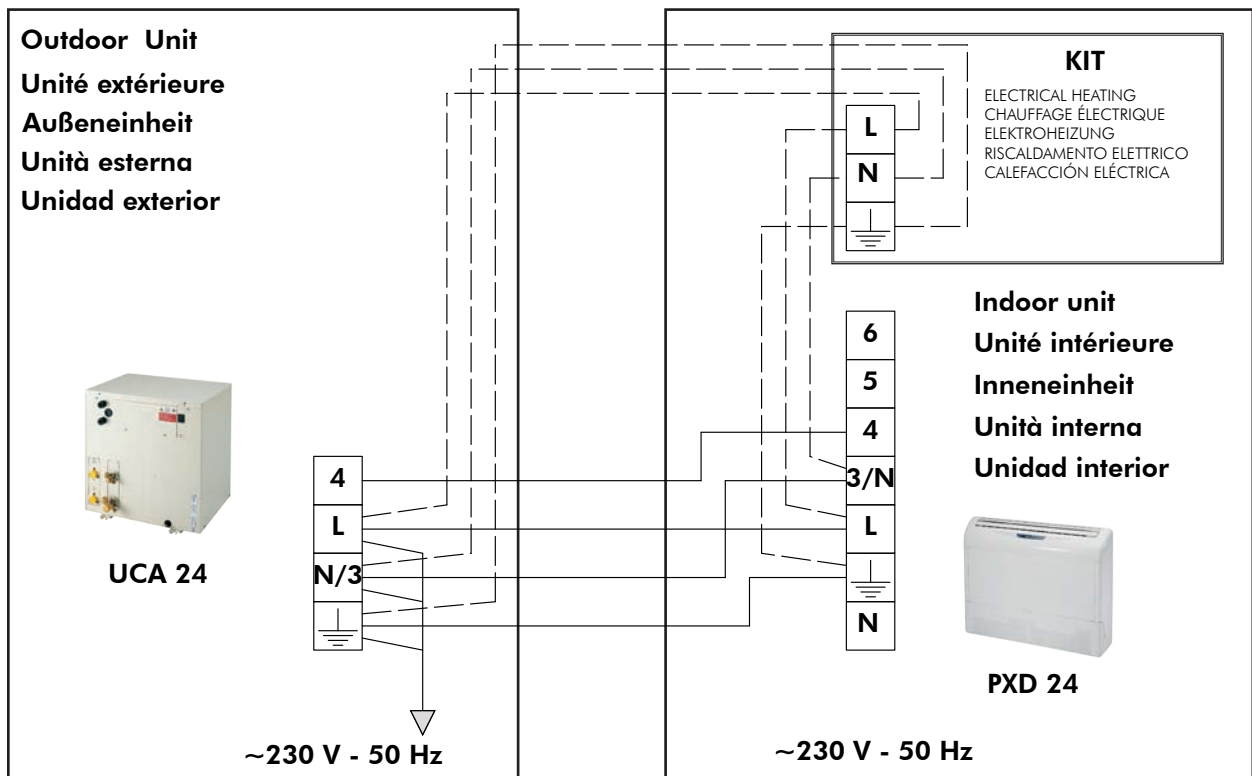 Outdoor Unit
Unité extérieure
Außeneinheit
Unità esterna
Unidad exterior
UCA 24
4
L
N/3
~230 V - 50 Hz
KIT
ELECTRICAL HEATING
CHAUFFAGE ÉLECTRIQUE
ELEKTROHEIZUNG
RISCALDAMENTO ELETTRICO
CALEFACCIÓN ELÉCTRICA
L
N
6
5
4
3/N
L
N
Indoor unit
Unité intérieure
Inneneinheit
Unità interna
Unidad interior
PXD 24
~230 V - 50 Hz